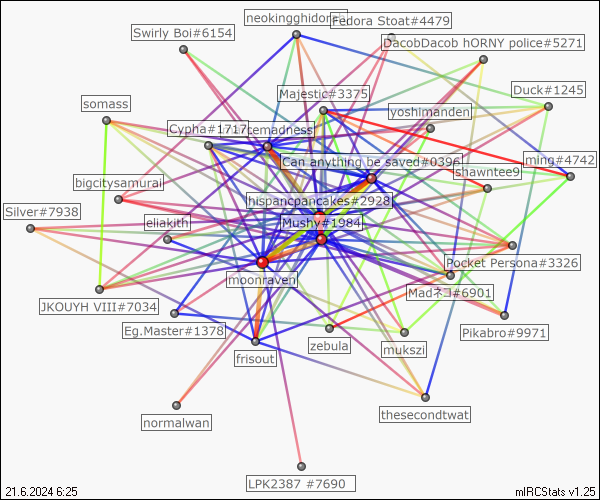 neokingghidorah
Fedora Stoat#4479
Swirly Boi#6154
DacobDacob hORNY police#5271
Majestic#3375
Duck#1245
somass
yoshimanden
Cypha#1717
cemadness
Can anything be saved#0396
ming#4742
shawntee9
bigcitysamurai
hispancpancakes#2928
Silver#7938
eliakith
Mushy#1984
Pocket Persona#3326
moonraven
JKOUYH VIII#7034
Madネコ#6901
Eg.Master#1378
Pikabro#9971
zebula
mukszi
frisout
thesecondtwat
normalwan
LPK2387 #7690
21.6.2024 6:25
mIRCStats v1.25